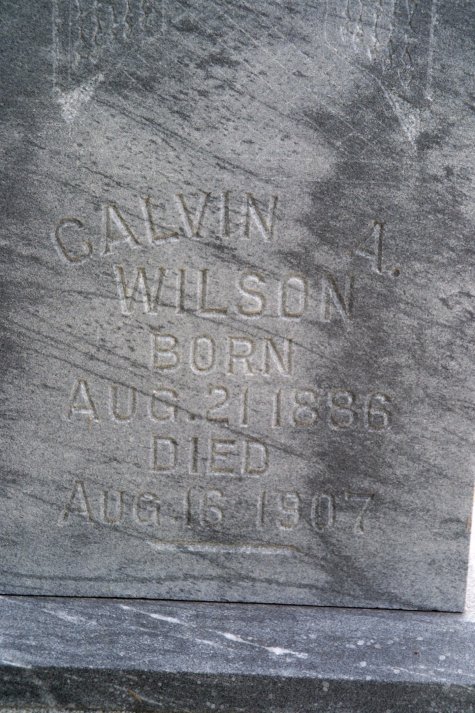 CALVIN A.
WILSON
BORN
AUG. 21 1886
DIED
AUG. 16 1907